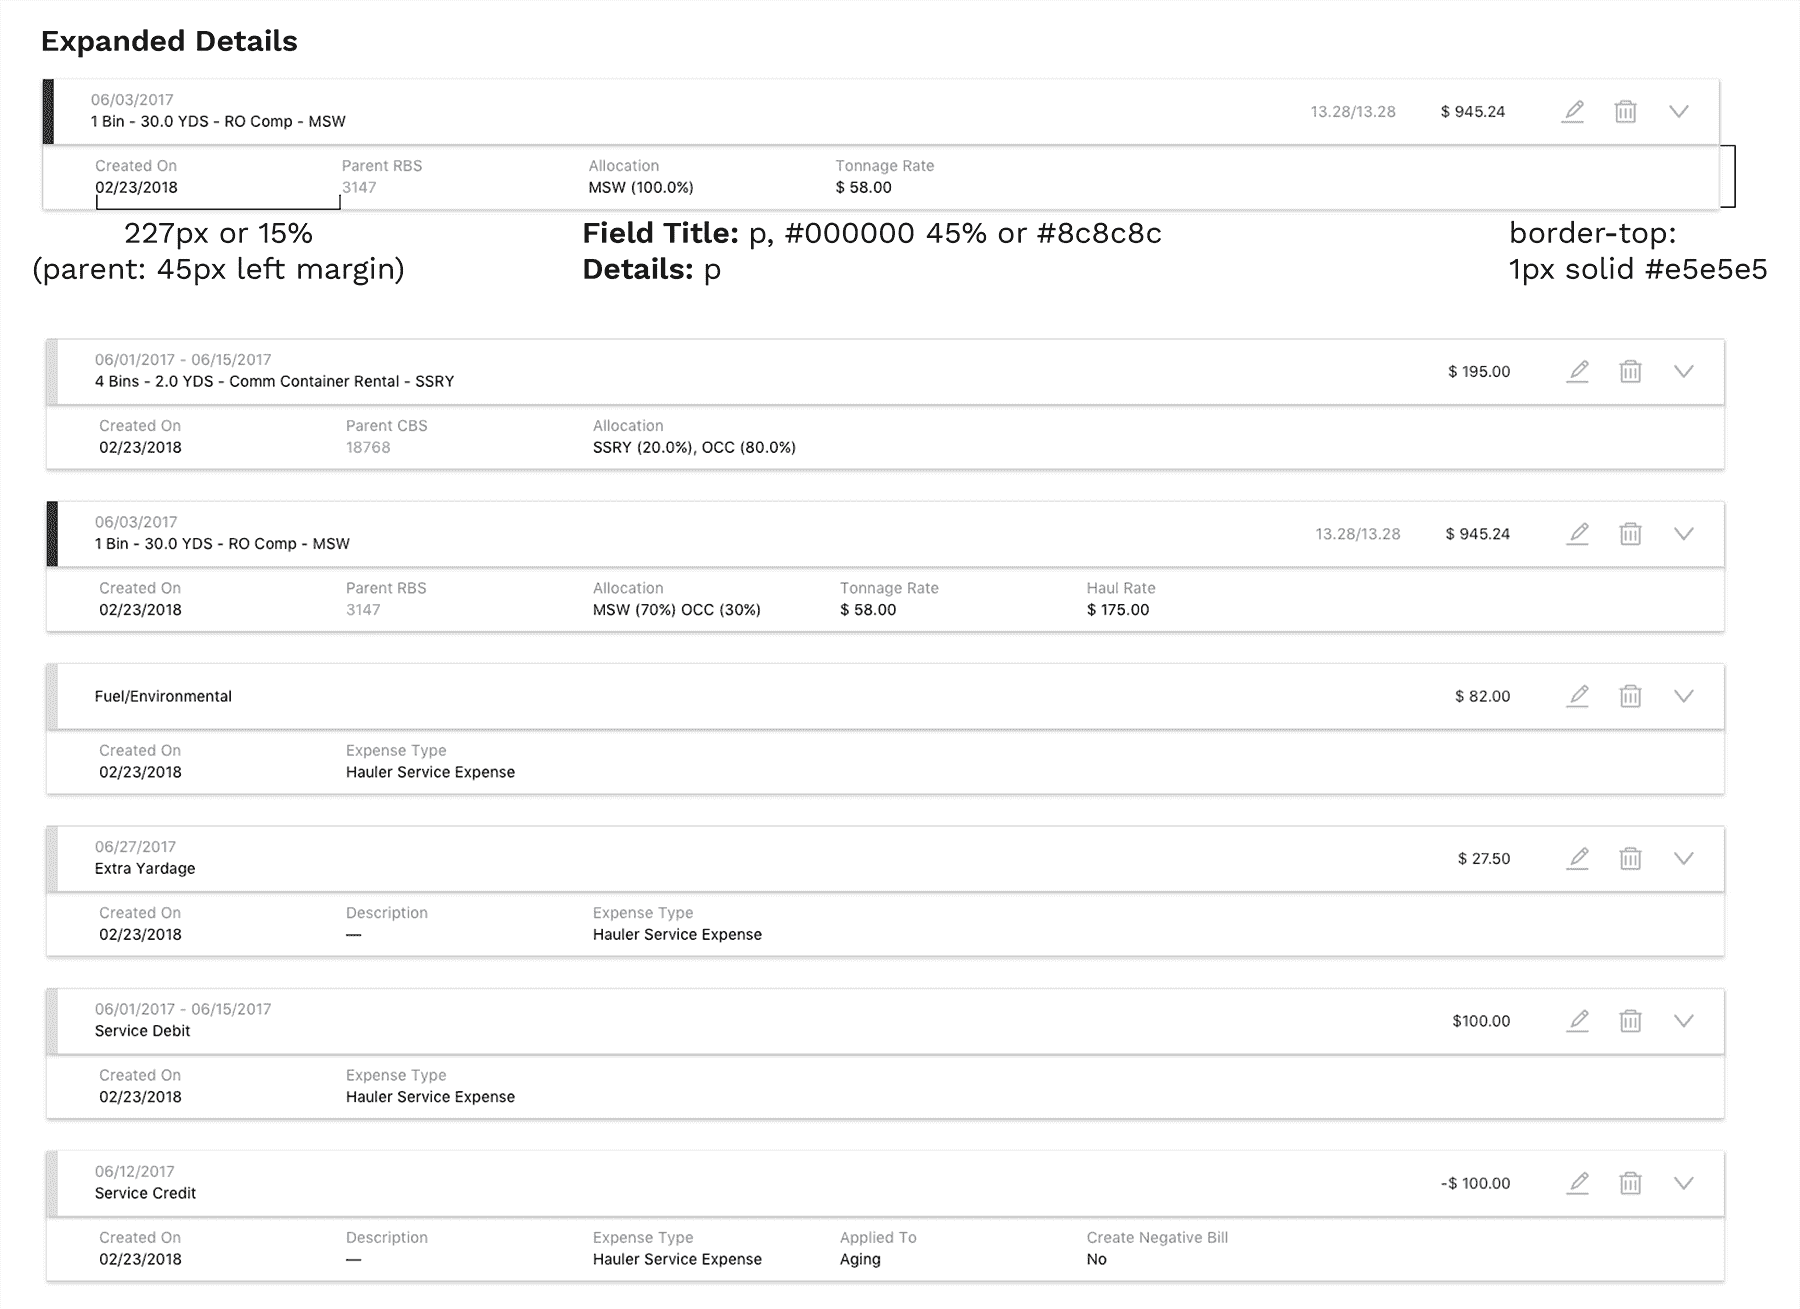 Expanded Details
06/03/2017
1 Bin - 30.0 YDS - RO Comp - MSW
13.28/13.28 $ 945.24
Created On Parent RBS Allocation Tonnage Rate
02/23/2018 3147 MSW (100.0%) $ 58.00
227px or 15%
(parent: 45px left margin)
Field Title: p, #000000 45% or #8c8c8c
Details: p
border-top:
1px solid #e5e5e5
06/01/2017 - 06/15/2017
4 Bins - 2.0 YDS - Comm Container Rental - SSRY
$ 195.00
Created On Parent CBS Allocation
02/23/2018 18768 SSRY (20.0%), OCC (80.0%)
06/03/2017
1 Bin - 30.0 YDS - RO Comp - MSW
13.28/13.28 $ 945.24
Created On Parent RBS Allocation Tonnage Rate Haul Rate
02/23/2018 3147 MSW (70%) OCC (30%) $ 58.00 $ 175.00
Fuel/Environmental $ 82.00
Created On Expense Type
02/23/2018 Hauler Service Expense
06/27/2017
Extra Yardage
$ 27.50
Created On Description Expense Type
02/23/2018 — Hauler Service Expense
06/01/2017 - 06/15/2017
Service Debit
$100.00
Created On Expense Type
02/23/2018 Hauler Service Expense
06/12/2017
Service Credit
-$ 100.00
Created On Description Expense Type Applied To Create Negative Bill
02/23/2018 — Hauler Service Expense Aging No